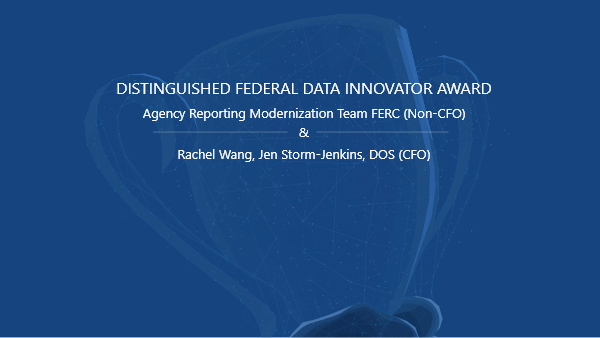 DISTINGUISHED FEDERAL DATA INNOVATOR AWARD
Agency Reporting Modernization Team FERC (Non-CFO)
&
Rachel Wang, Jen Storm-Jenkins, DOS (CFO)